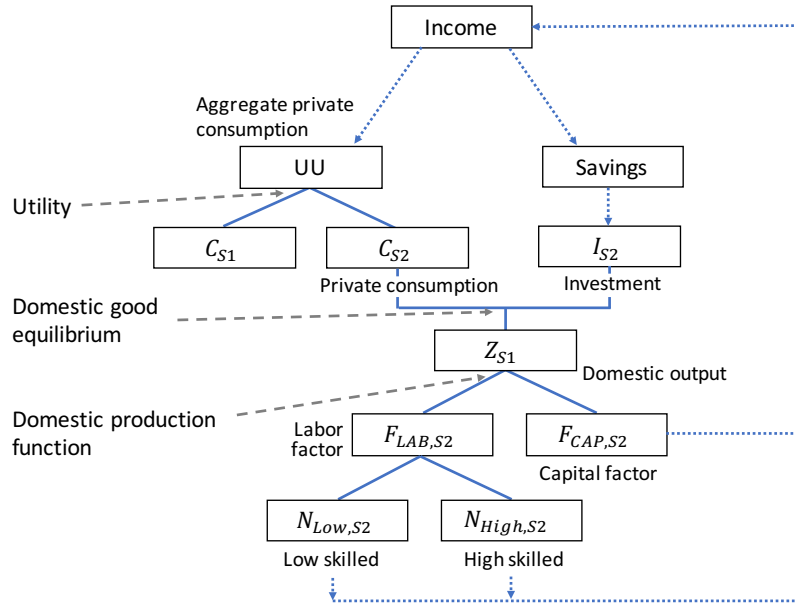 Income
Aggregate private
consumption
UU
Savings
Utility
$C_{S1}$
$C_{S2}$
$I_{S2}$
Private consumption
Investment
Domestic good
equilibrium
$Z_{S1}$
Domestic output
Domestic production
function
Labor
factor
$F_{LAB,S2}$
$F_{CAP,S2}$
Capital factor
$N_{Low,S2}$
$N_{High,S2}$
Low skilled
High skilled